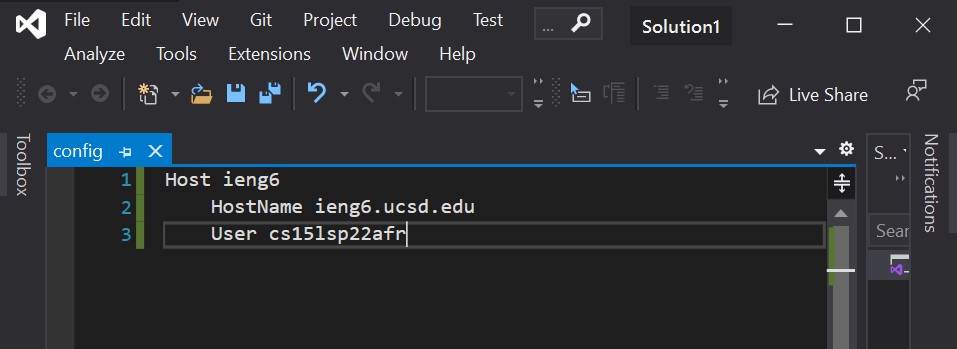 File Edit View Git Project Debug Test ... Solution1
Analyze Tools Extensions Window Help
Live Share
Toolbox
config
S...
Notifications
1 Host ieng6
2 HostName ieng6.ucsd.edu
3 User cs15lsp22afr
Sear